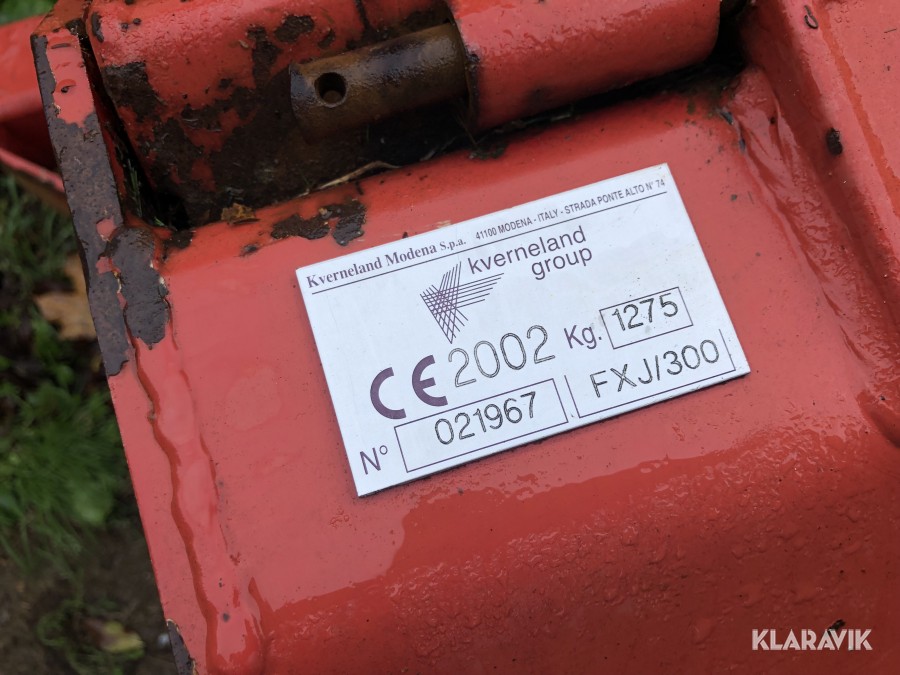 Kverneland Modena S.p.a. 41100 MODENA - ITALY - STRADA PONTE ALTO N° 74
kverneland
group
CE 2002 Kg. 1275
N° 021967 FXJ/300
KLARAVIK